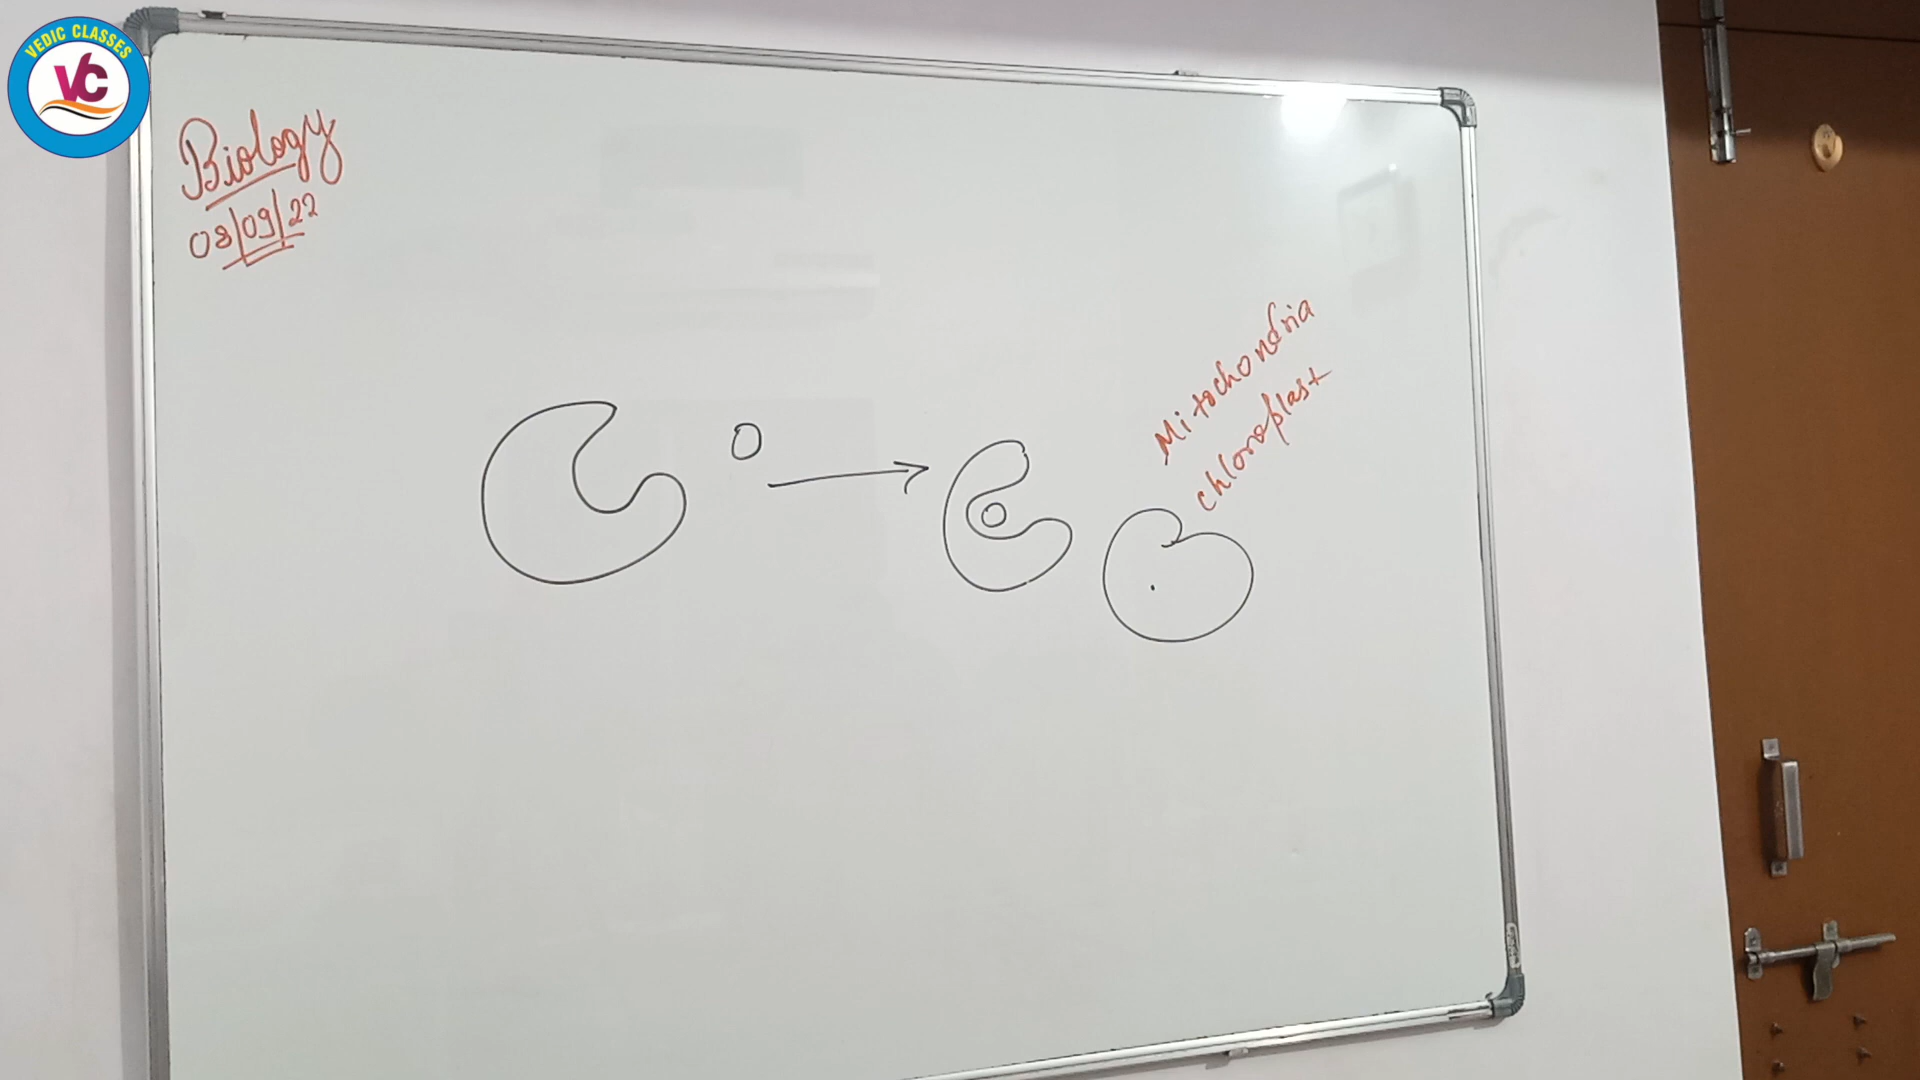 VEDIC CLASSES
VC
Biology
08/09/22
Mitochondria
chloroplast